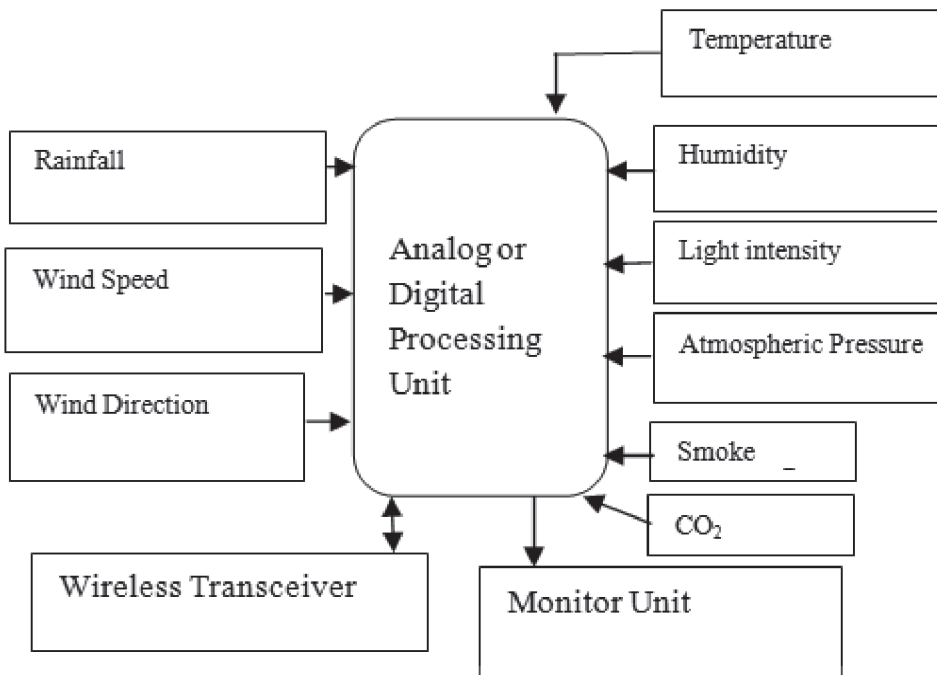 Temperature
Rainfall
Humidity
Analog or
Digital
Processing
Unit
Light intensity
Wind Speed
Atmospheric Pressure
Wind Direction
Smoke _
CO₂
Wireless Transceiver
Monitor Unit